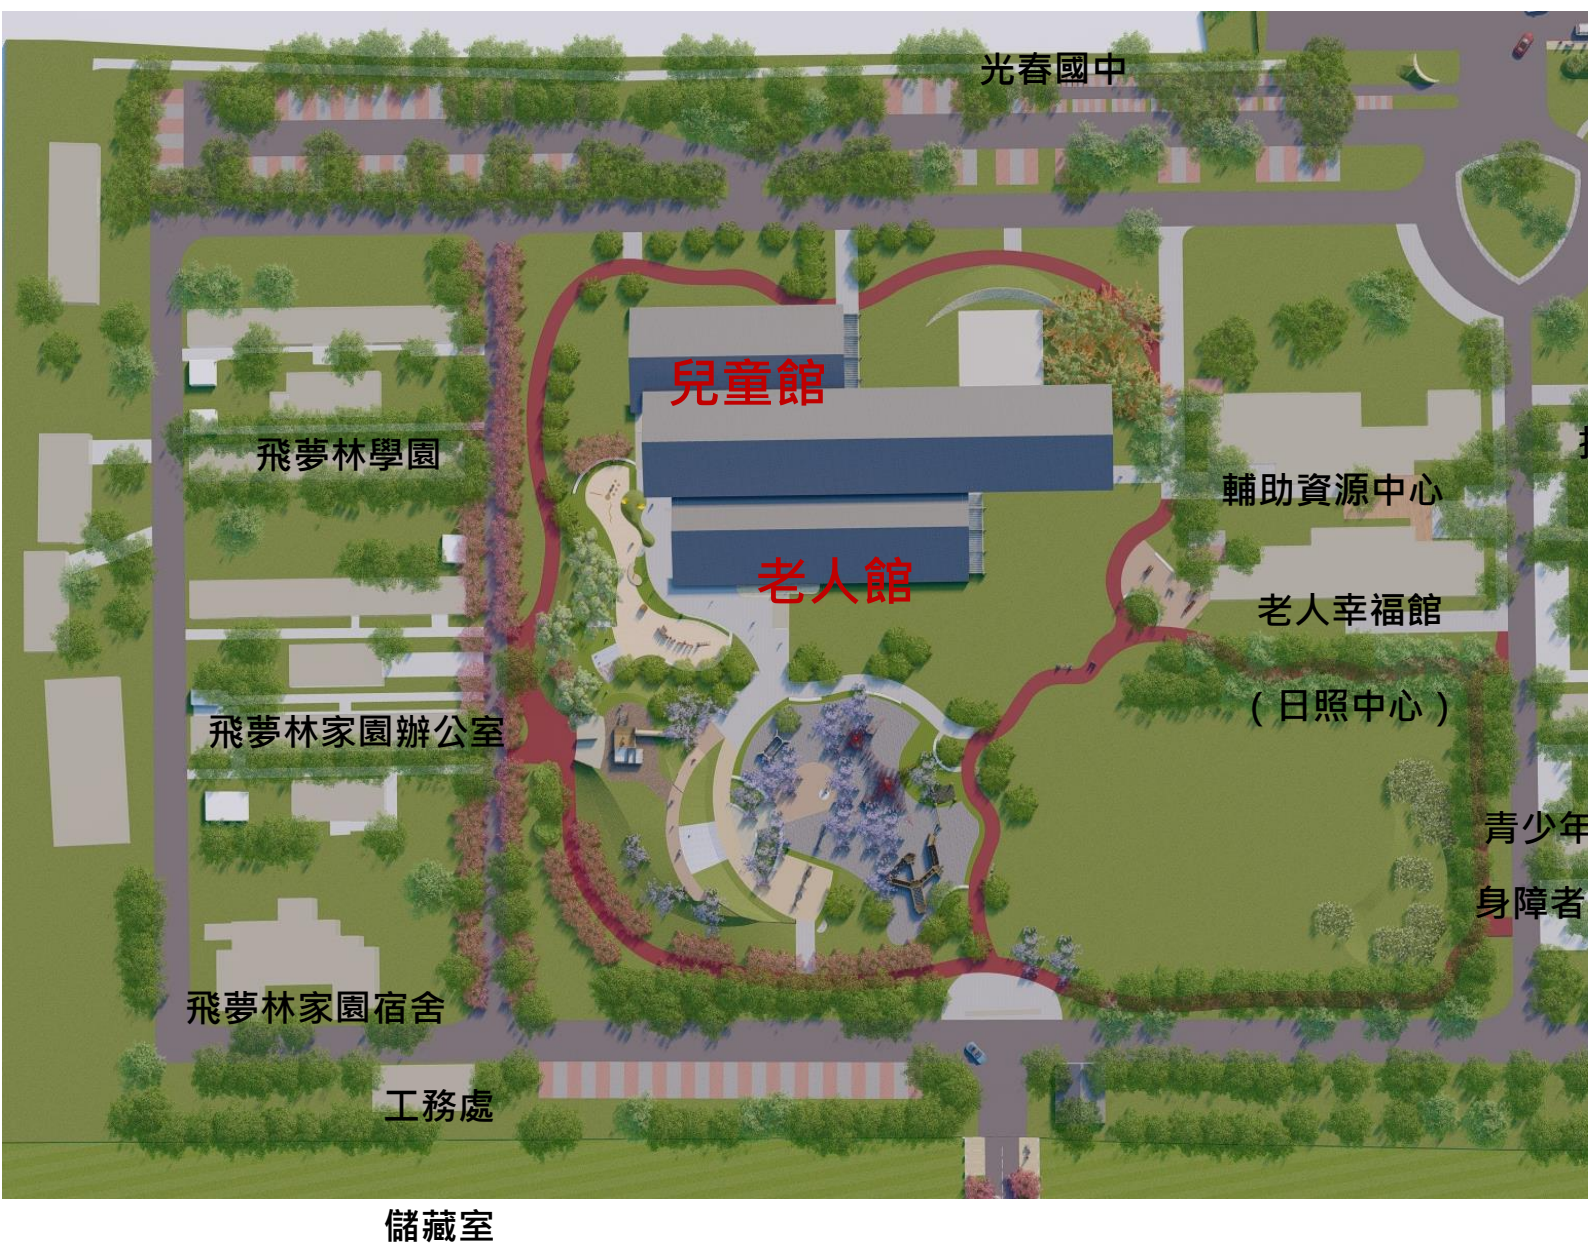 光春國中
兒童館
飛夢林學園
輔助資源中心
老人館
老人幸福館
(日照中心)
飛夢林家園辦公室
青少年
身障者
飛夢林家園宿舍
工務處
儲藏室